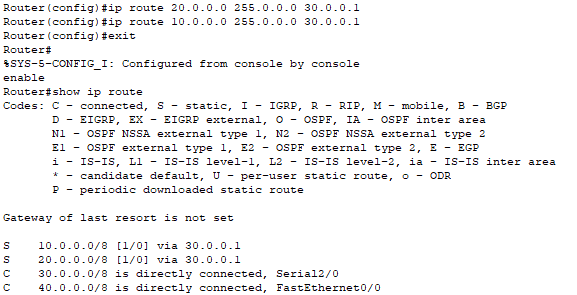 Router(config)#ip route 20.0.0.0 255.0.0.0 30.0.0.1
Router(config)#ip route 10.0.0.0 255.0.0.0 30.0.0.1
Router(config)#exit
Router#
%SYS-5-CONFIG_I: Configured from console by console
enable
Router#show ip route
Codes: C - connected, S - static, I - IGRP, R - RIP, M - mobile, B - BGP
       D - EIGRP, EX - EIGRP external, O - OSPF, IA - OSPF inter area
       N1 - OSPF NSSA external type 1, N2 - OSPF NSSA external type 2
       E1 - OSPF external type 1, E2 - OSPF external type 2, E - EGP
       i - IS-IS, L1 - IS-IS level-1, L2 - IS-IS level-2, ia - IS-IS inter area
       * - candidate default, U - per-user static route, o - ODR
       P - periodic downloaded static route

Gateway of last resort is not set

S    10.0.0.0/8 [1/0] via 30.0.0.1
S    20.0.0.0/8 [1/0] via 30.0.0.1
C    30.0.0.0/8 is directly connected, Serial2/0
C    40.0.0.0/8 is directly connected, FastEthernet0/0